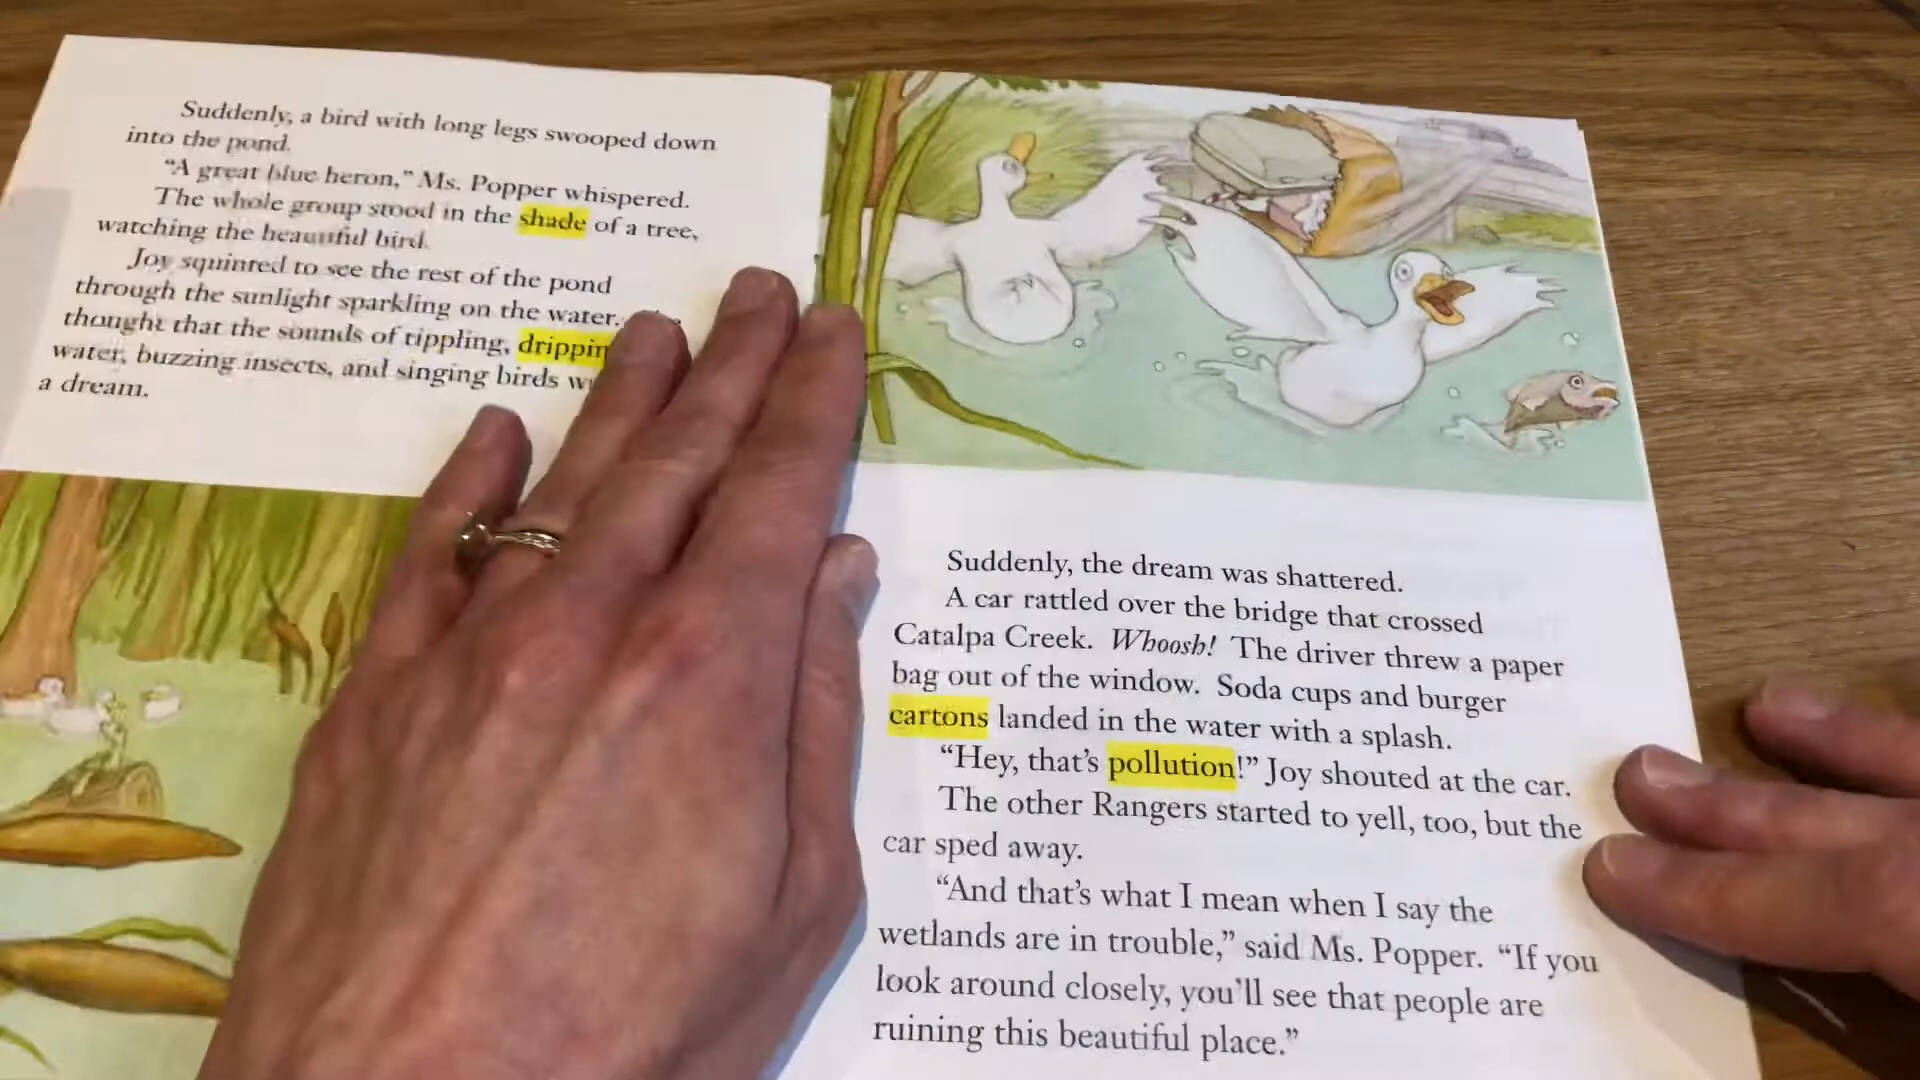 Suddenly, a bird with long legs swooped down
into the pond.
“A great blue heron,” Ms. Popper whispered.
The whole group stood in the shade of a tree,
watching the beautiful bird.
Joy squinted to see the rest of the pond
through the sunlight sparkling on the water.
thought that the sounds of rippling,
water, buzzing insects, and singing birds
a dream.
Suddenly, the dream was shattered.
A car rattled over the bridge that crossed
Catalpa Creek. Whoosh! The driver threw a paper
bag out of the window. Soda cups and burger
cartons landed in the water with a splash.
“Hey, that’s pollution!” Joy shouted at the car.
The other Rangers started to yell, too, but the
car sped away.
“And that’s what I mean when I say the
wetlands are in trouble,” said Ms. Popper. “If you
look around closely, you’ll see that people are
ruining this beautiful place.”